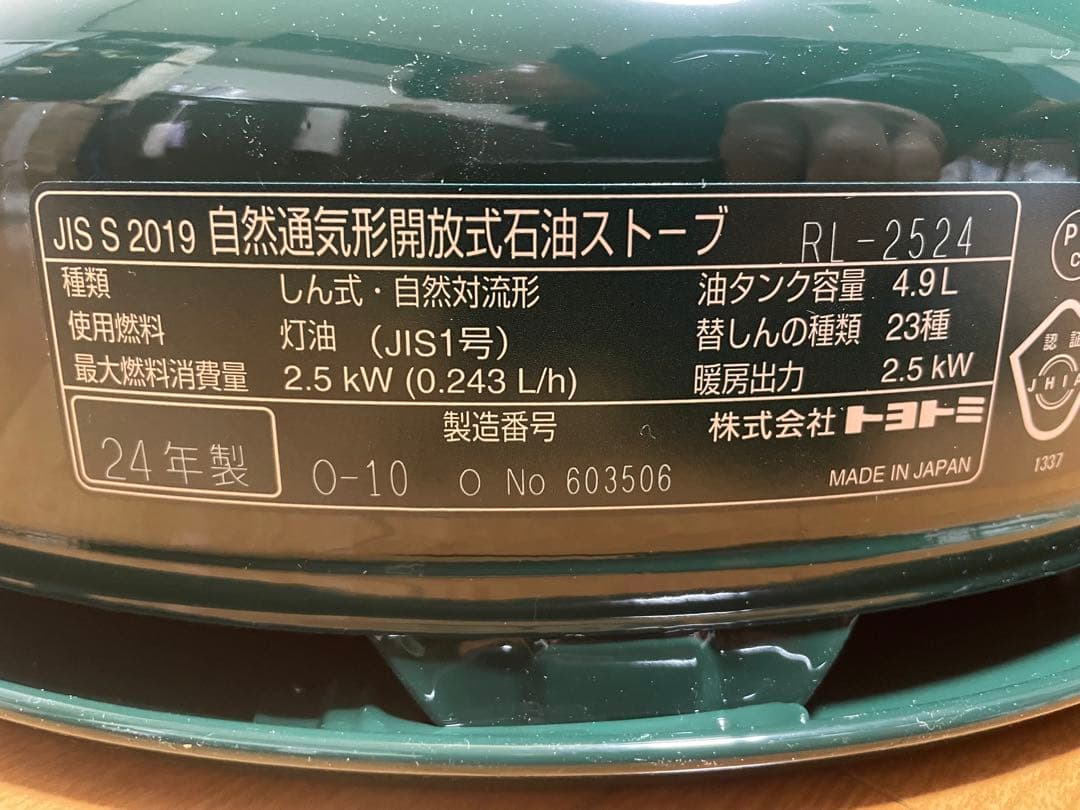 JIS S 2019 自然通気形開放式石油ストーブ RL-2524
種類 しん式・自然対流形 油タンク容量 4.9L
使用燃料 灯油 (JIS1号) 替しんの種類 23種
最大燃料消費量 2.5 kW (0.243 L/h) 暖房出力 2.5 kW
製造番号 株式会社 トヨトミ
24年製 O-10 O No 603506 MADE IN JAPAN
P
C
認証
JHIA
1337